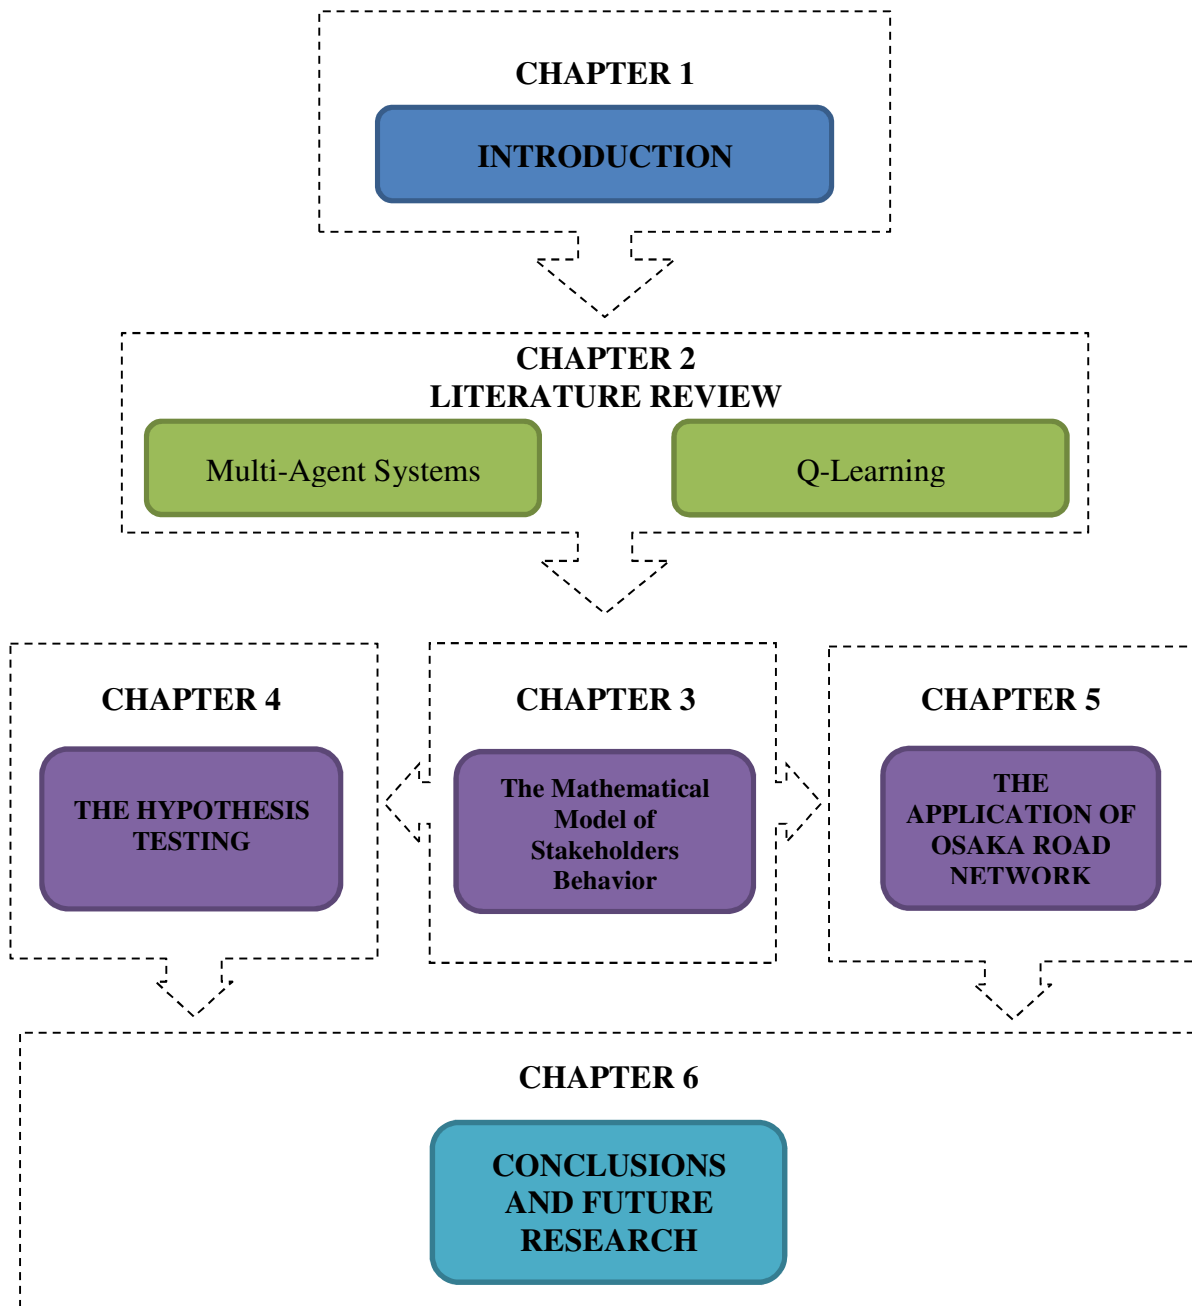 CHAPTER 1
INTRODUCTION
CHAPTER 2
LITERATURE REVIEW
Multi-Agent Systems
Q-Learning
CHAPTER 4
THE HYPOTHESIS
TESTING
CHAPTER 3
The Mathematical
Model of
Stakeholders
Behavior
CHAPTER 5
THE
APPLICATION OF
OSAKA ROAD
NETWORK
CHAPTER 6
CONCLUSIONS
AND FUTURE
RESEARCH